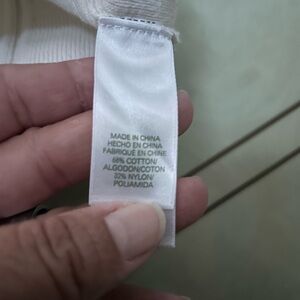 MADE IN CHINA
HECHO EN CHINA
FABRIQUÉ EN CHINE
68% COTTON/
ALGODON/COTON
32% NYLON/
POLIAMIDA